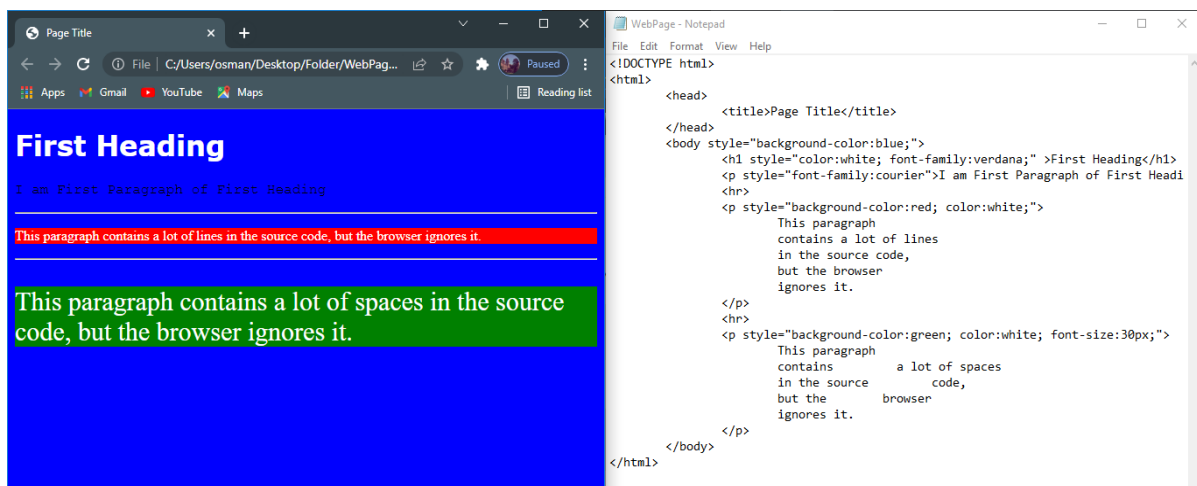 Page Title
File | C:/Users/osman/Desktop/Folder/WebPag...
Paused
Apps Gmail YouTube Maps Reading list
First Heading
I am First Paragraph of First Heading
This paragraph contains a lot of lines in the source code, but the browser ignores it.
This paragraph contains a lot of spaces in the source
code, but the browser ignores it.
WebPage - Notepad
File Edit Format View Help
<!DOCTYPE html>
<html>
<head>
<title>Page Title</title>
</head>
<body style="background-color:blue;">
<h1 style="color:white; font-family:verdana;" >First Heading</h1>
<p style="font-family:courier">I am First Paragraph of First Headi
<hr>
<p style="background-color:red; color:white;">
This paragraph
contains a lot of lines
in the source code,
but the browser
ignores it.
</p>
<hr>
<p style="background-color:green; color:white; font-size:30px;">
This paragraph
contains         a lot of spaces
in the source         code,
but the        browser
ignores it.
</p>
</body>
</html>